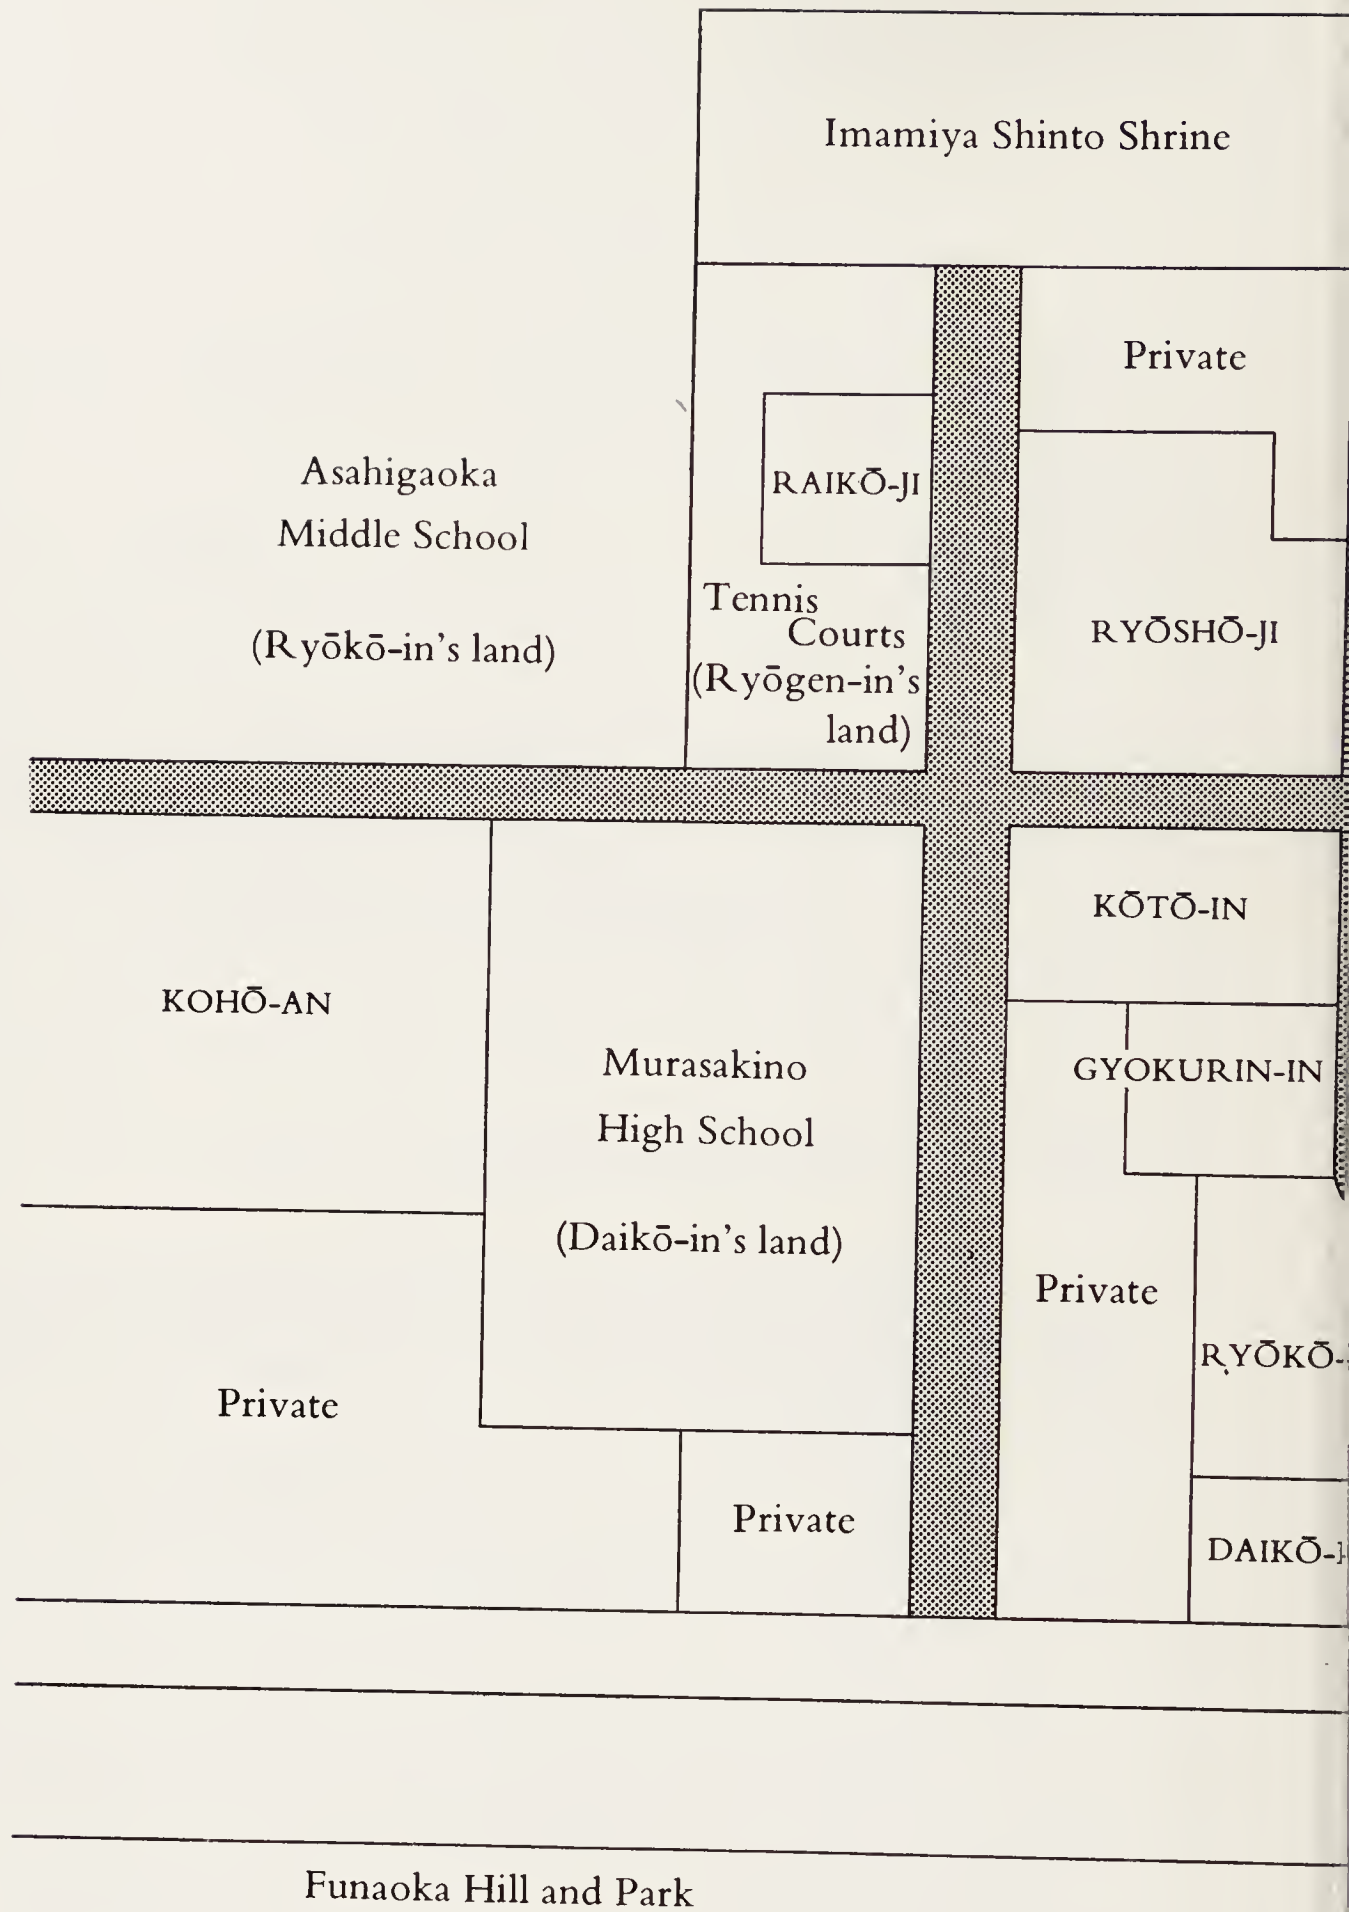 Imamiya Shinto Shrine
Private
RAIKŌ-JI
Asahigaoka
Middle School
(Ryōkō-in's land)
Tennis
Courts
(Ryōgen-in's
land)
RYŌSHŌ-JI
KŌTŌ-IN
KOHŌ-AN
GYOKURIN-IN
Murasakino
High School
(Daikō-in's land)
Private
RYŌKŌ-
Private
Private
DAIKŌ-
Funaoka Hill and Park